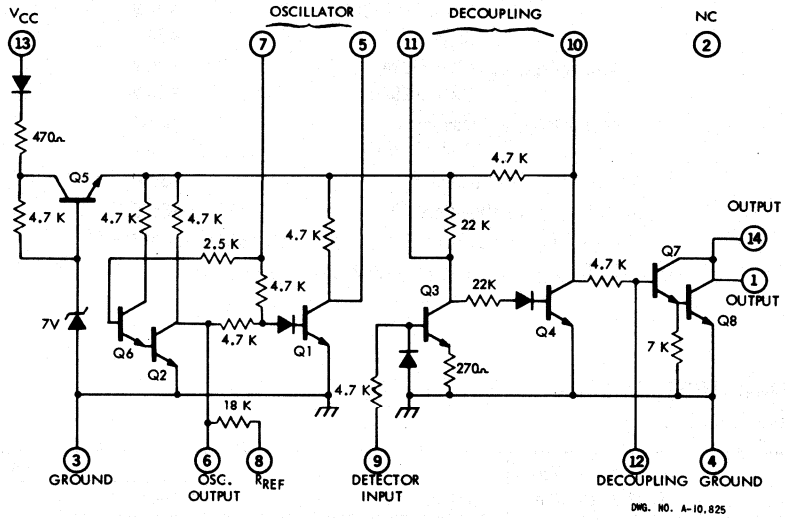 OSCILLATOR
DECOUPLING
NC
VCC
13
7
5
11
10
2
470Ω
Q5
4.7 K
4.7 K
4.7 K
4.7 K
4.7 K
22 K
2.5 K
4.7 K
OUTPUT
14
Q7
4.7 K
Q3
22K
1
OUTPUT
7V
Q6
Q2
4.7 K
Q1
Q4
Q8
7 K
270Ω
4.7 K
18 K
3
6
8
9
12
4
GROUND
OSC.
OUTPUT
RREF
DETECTOR
INPUT
DECOUPLING
GROUND
DWG. NO. A-10,825